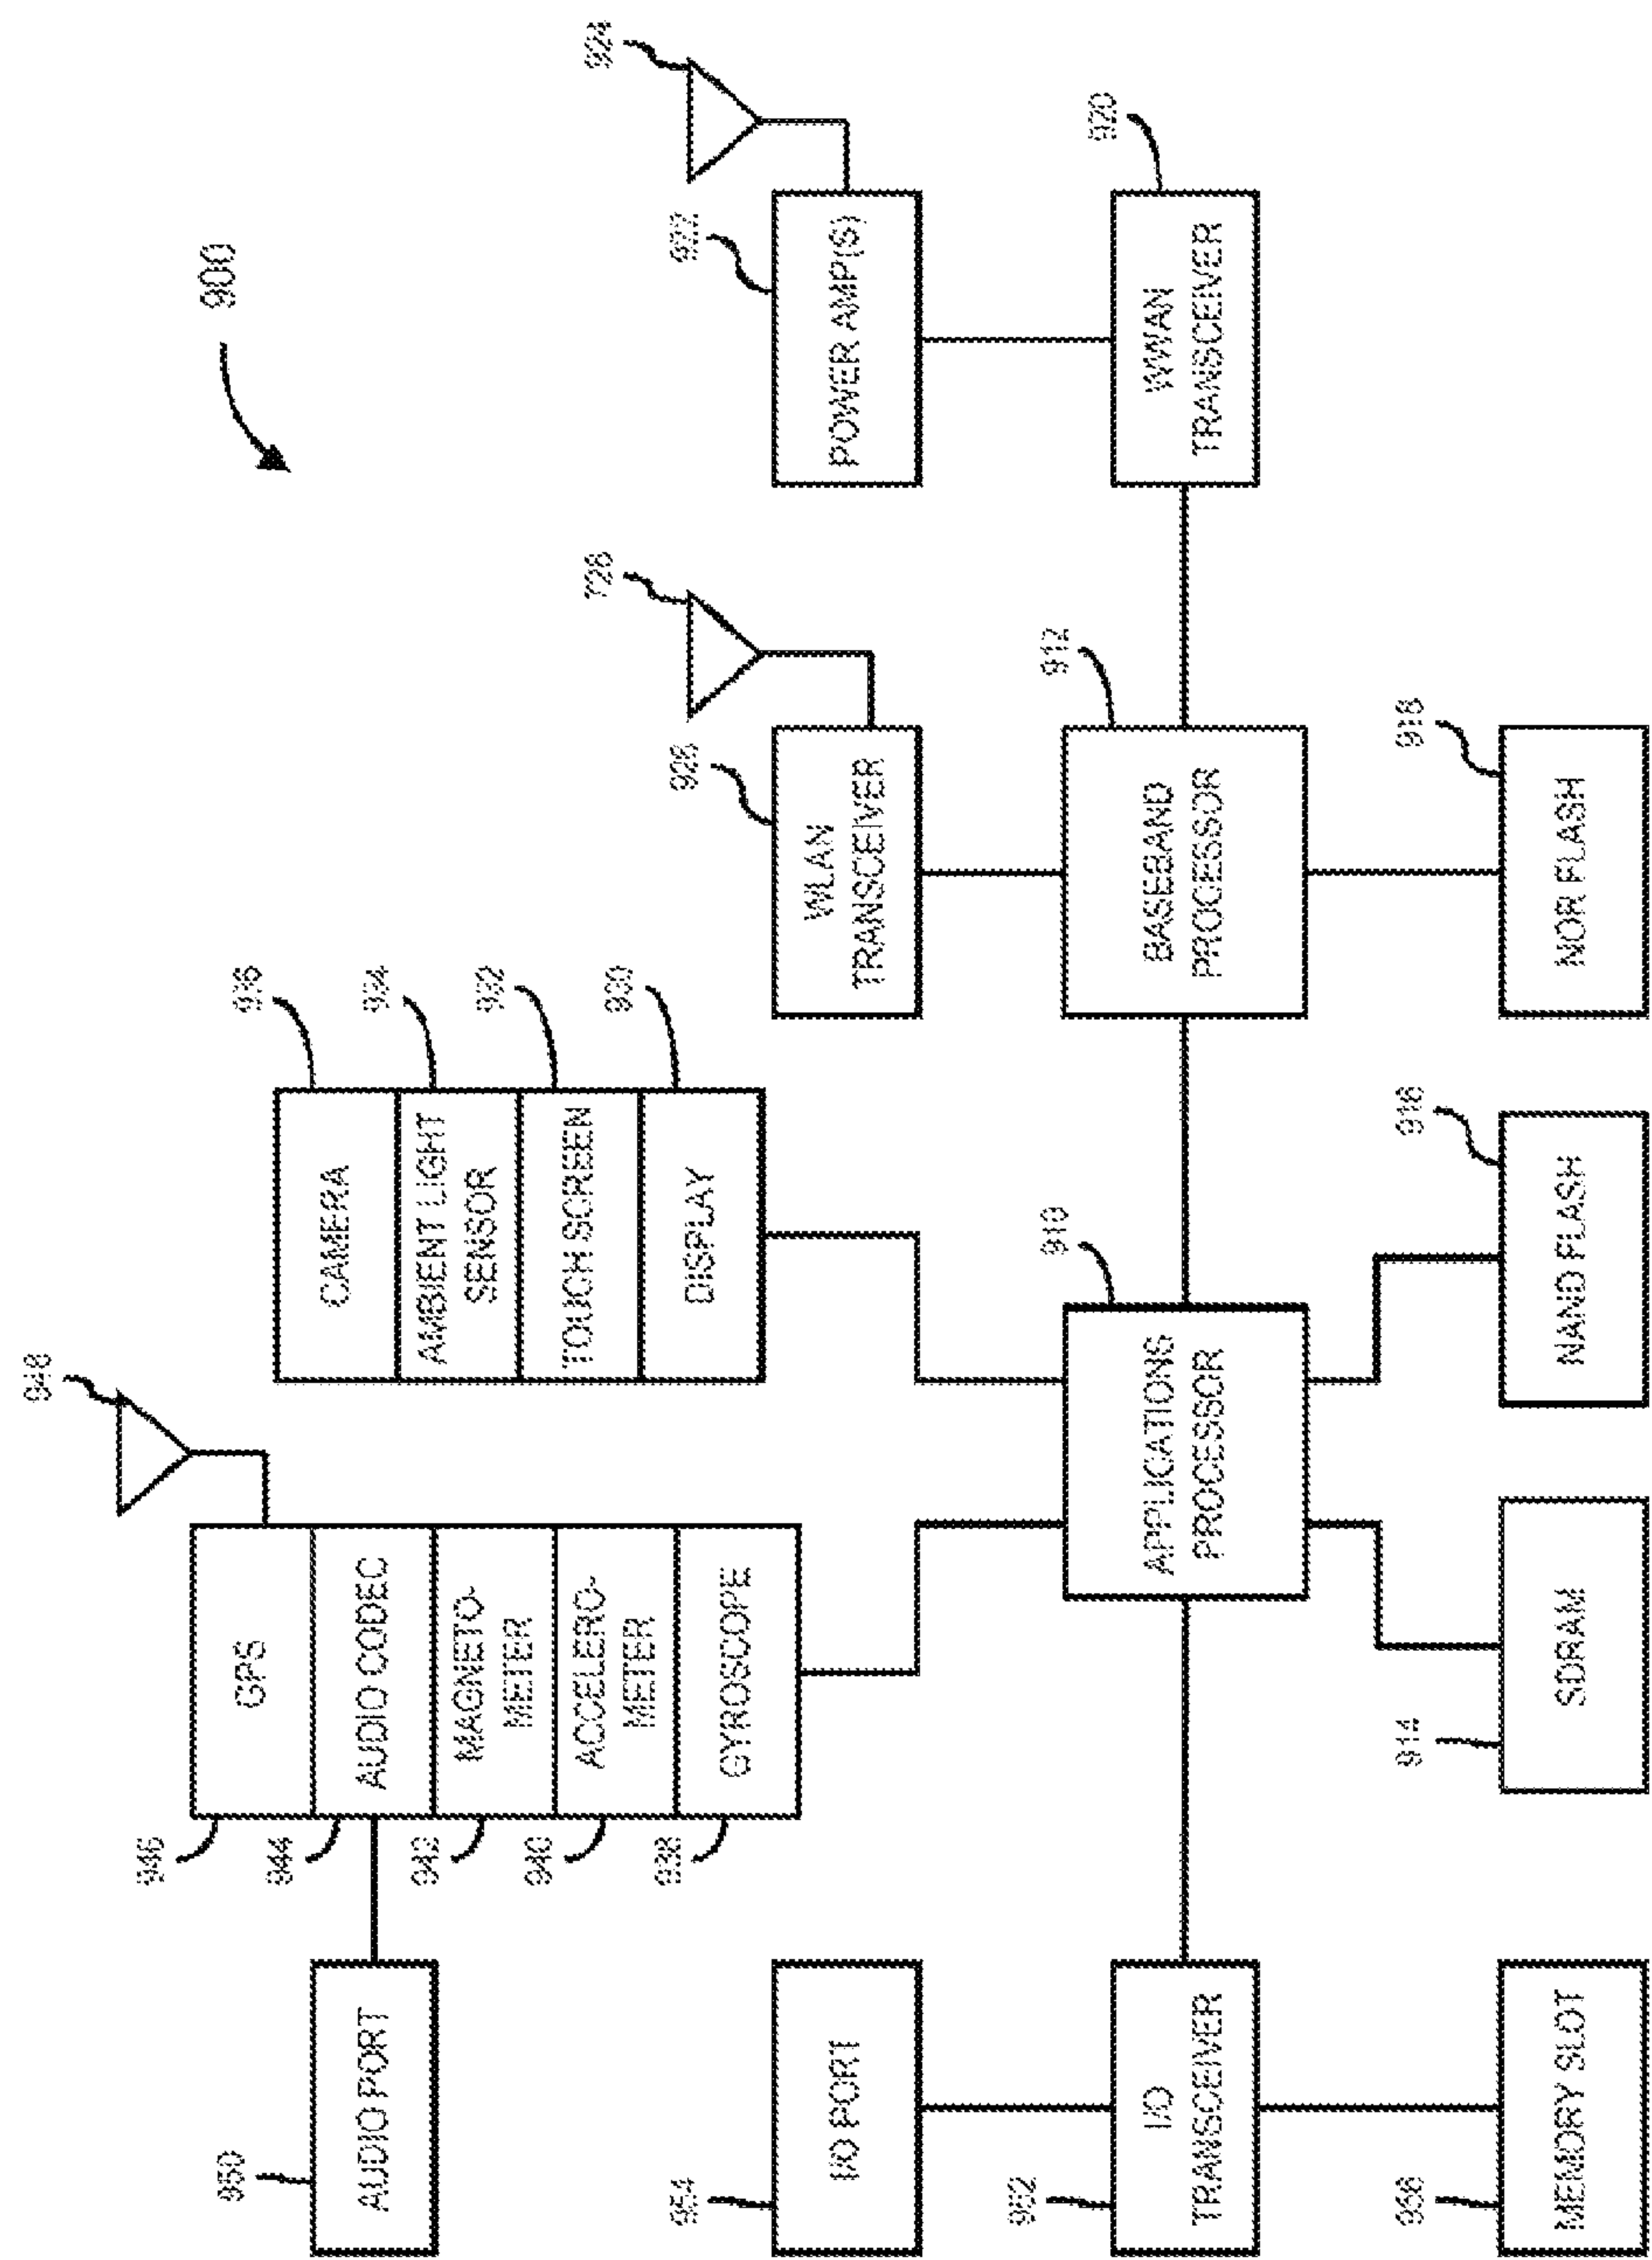 900
948
946
GPS
944
AUDIO CODEC
942
MAGNETO-
METER
940
ACCELERO-
METER
938
GYROSCOPE
950
AUDIO PORT
936
CAMERA
934
AMBIENT LIGHT
SENSOR
932
TOUCH SCREEN
930
DISPLAY
924
922
POWER AMP(S)
728
926
WLAN
TRANSCEIVER
954
I/O PORT
952
I/O
TRANSCEIVER
910
APPLICATIONS
PROCESSOR
912
BASEBAND
PROCESSOR
920
WWAN
TRANSCEIVER
956
MEMORY SLOT
914
SDRAM
916
NAND FLASH
918
NOR FLASH